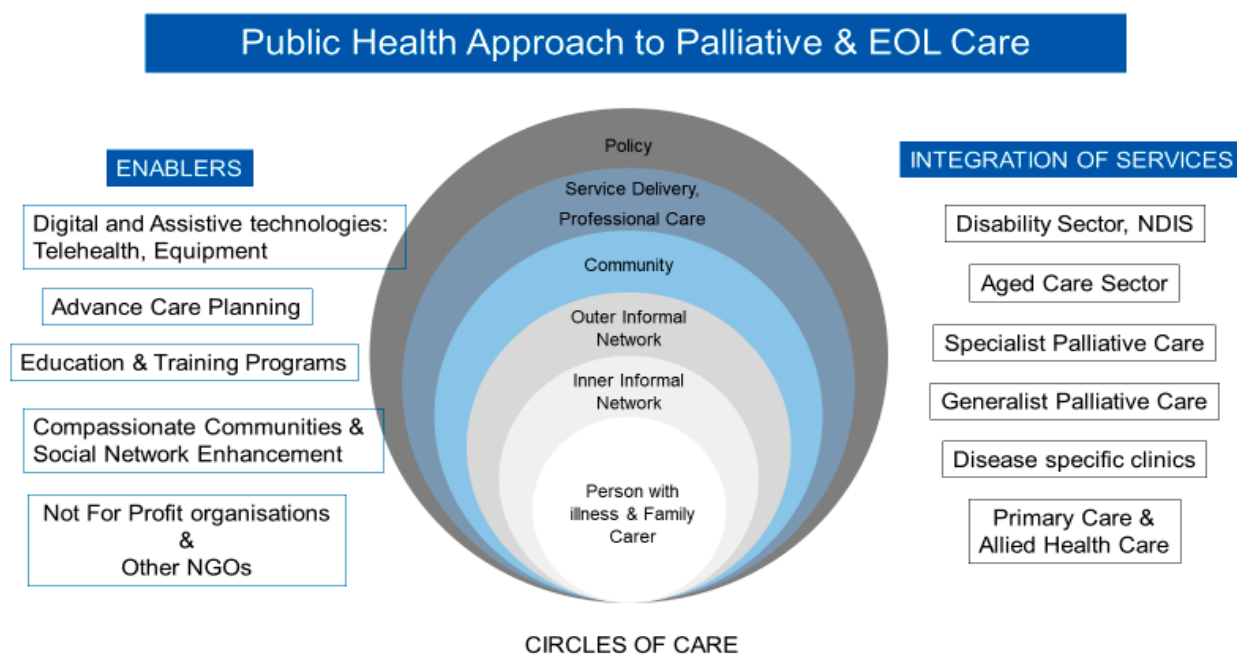 Public Health Approach to Palliative & EOL Care
ENABLERS
Digital and Assistive technologies:
Telehealth, Equipment
Advance Care Planning
Education & Training Programs
Compassionate Communities &
Social Network Enhancement
Not For Profit organisations
&
Other NGOs
Policy
Service Delivery,
Professional Care
Community
Outer Informal
Network
Inner Informal
Network
Person with
illness & Family
Carer
CIRCLES OF CARE
INTEGRATION OF SERVICES
Disability Sector, NDIS
Aged Care Sector
Specialist Palliative Care
Generalist Palliative Care
Disease specific clinics
Primary Care &
Allied Health Care